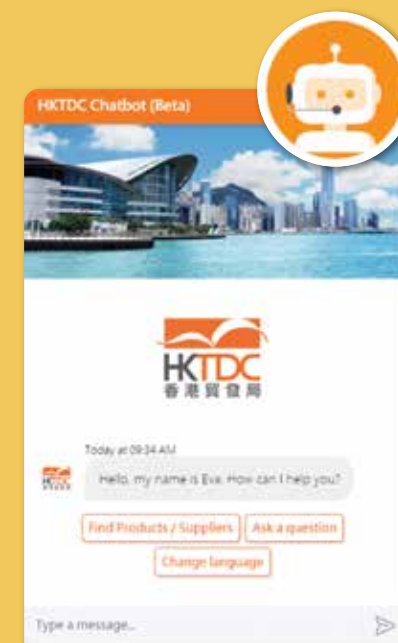 HKTDC Chatbot (Beta)
HKTDC
香港貿發局
Today at 09:34 AM
Hello, my name is Eva. How can I help you?
Find Products / Suppliers
Ask a question
Change language
Type a message...